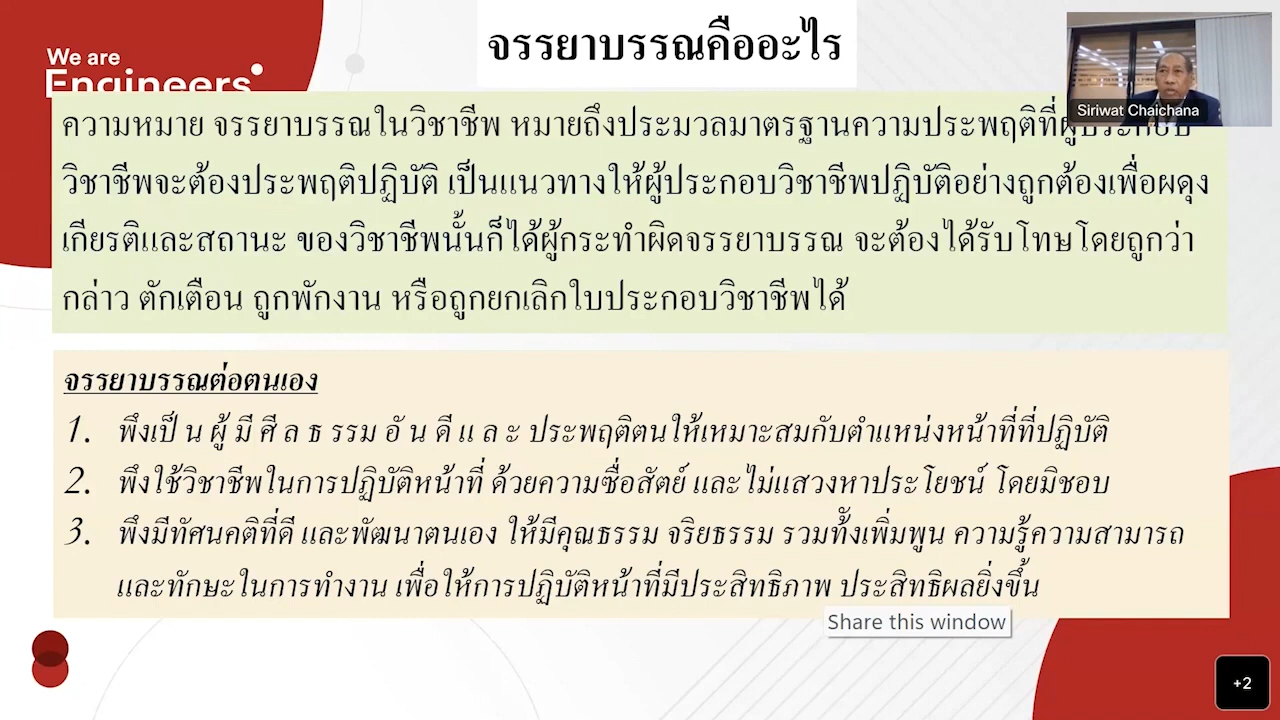 We are
Engineers
จรรยาบรรณคืออะไร
Siriwat Chaichana
ความหมาย จรรยาบรรณในวิชาชีพ หมายถึงประมวลมาตรฐานความประพฤติที่ผู้ประกอบ
วิชาชีพจะต้องประพฤติปฏิบัติ เป็นแนวทางให้ผู้ประกอบวิชาชีพปฏิบัติอย่างถูกต้องเพื่อผดุง
เกียรติและสถานะ ของวิชาชีพนั้นก็ได้ผู้กระทำผิดจรรยาบรรณ จะต้องได้รับโทษโดยถูกว่า
กล่าว ตักเตือน ถูกพักงาน หรือถูกยกเลิกใบประกอบวิชาชีพได้
จรรยาบรรณต่อตนเอง
1. พึงเป็ น ผู้ มี ศี ล ธ รรม อั น ดี แ ล ะ ประพฤติตนให้เหมาะสมกับตำแหน่งหน้าที่ที่ปฏิบัติ
2. พึงใช้วิชาชีพในการปฏิบัติหน้าที่ ด้วยความซื่อสัตย์ และไม่แสวงหาประโยชน์ โดยมิชอบ
3. พึงมีทัศนคติที่ดี และพัฒนาตนเอง ให้มีคุณธรรม จริยธรรม รวมทั้งเพิ่มพูน ความรู้ความสามารถ
และทักษะในการทำงาน เพื่อให้การปฏิบัติหน้าที่มีประสิทธิภาพ ประสิทธิผลยิ่งขึ้น
Share this window
+2